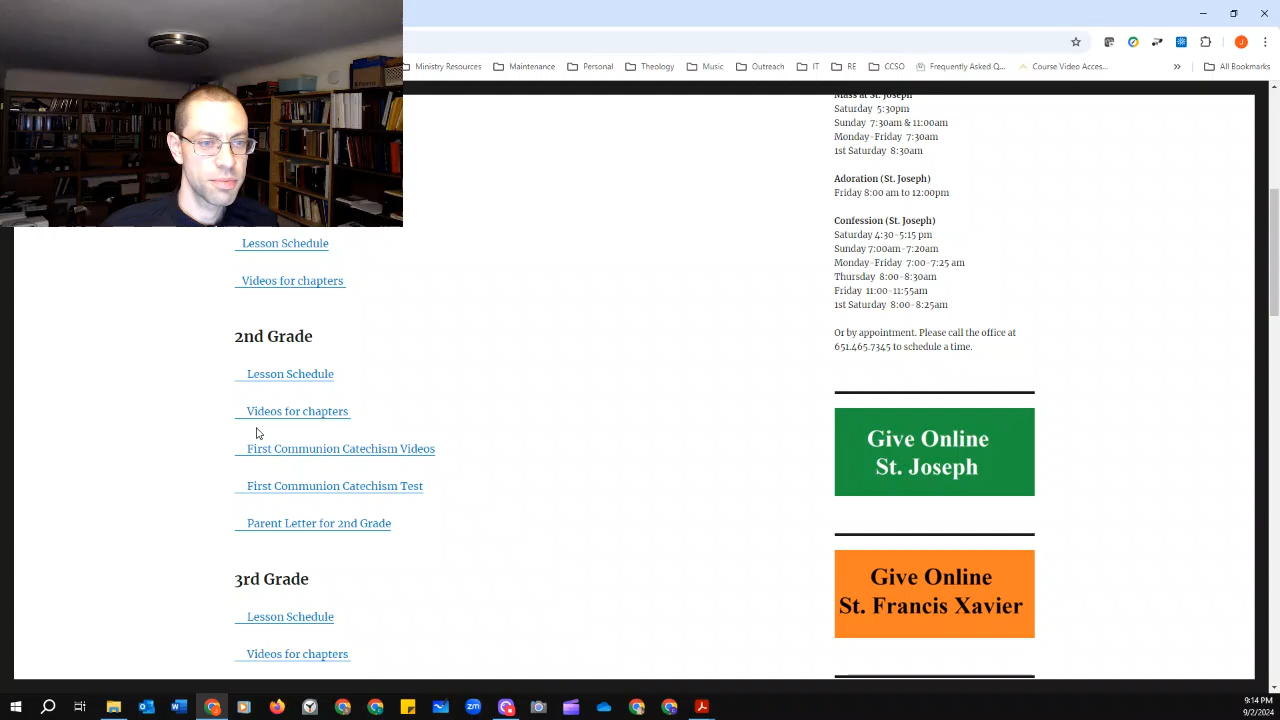 Ministry Resources
Maintenance
Personal
Theology
Music
Outreach
IT
RE
CCSO
Frequently Asked Q...
Course Video Acces...
»
All Bookmarks
Lesson Schedule
Videos for chapters
2nd Grade
Lesson Schedule
Videos for chapters
First Communion Catechism Videos
First Communion Catechism Test
Parent Letter for 2nd Grade
3rd Grade
Lesson Schedule
Videos for chapters
Mass at St. Joseph
Saturday 5:30pm
Sunday 7:30am & 11:00am
Monday-Friday 7:30am
1st Saturday 8:30am
Adoration (St. Joseph)
Friday 8:00 am to 12:00pm
Confession (St. Joseph)
Saturday 4:30-5:15 pm
Sunday 7:00am-7:20am
Monday-Friday 7:00-7:25 am
Thursday 8:00-8:30am
Friday 11:00-11:55am
1st Saturday 8:00-8:25am
Or by appointment. Please call the office at
651.465.7345 to schedule a time.
Give Online
St. Joseph
Give Online
St. Francis Xavier
9:14 PM
9/2/2024